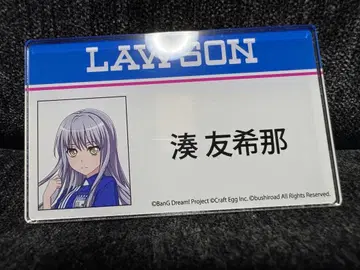 LAWSON
湊 友希那
©BanG Dream! Project ©Craft Egg Inc. ©bushiroad All Rights Reserved.